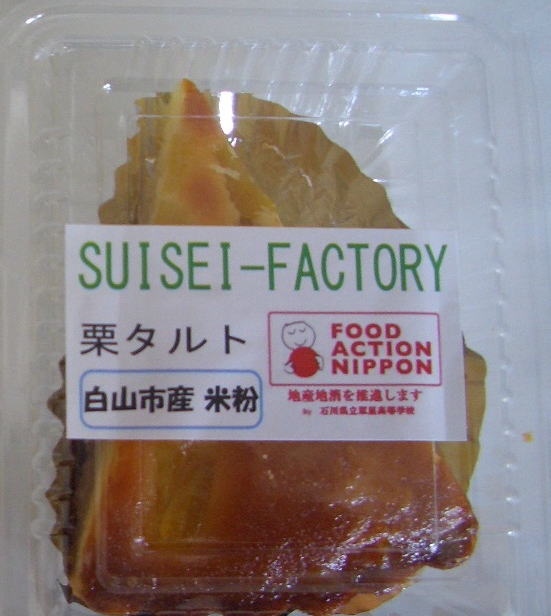 SUISEI-FACTORY
栗タルト
FOOD
ACTION
NIPPON
白山市産 米粉
地産地消を推進します
by 石川県立翠星高等学校